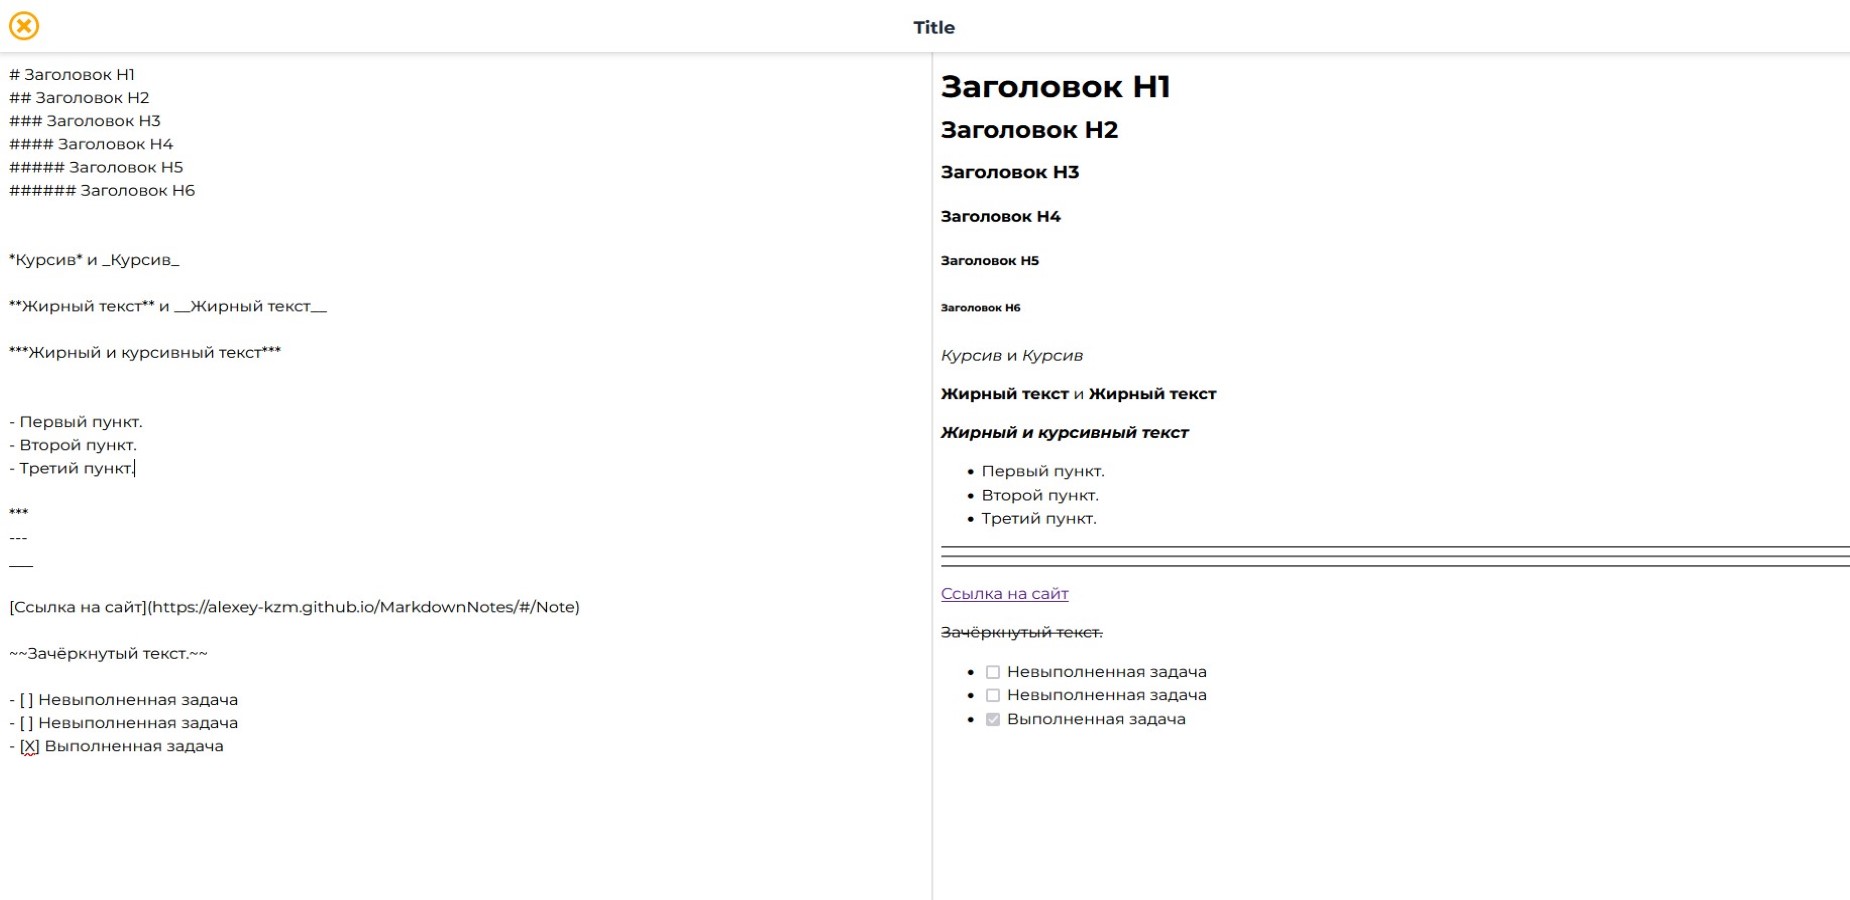 Title
# Заголовок H1
## Заголовок H2
### Заголовок H3
#### Заголовок H4
##### Заголовок H5
###### Заголовок H6
*Курсив* и _Курсив_
**Жирный текст** и __Жирный текст__
***Жирный и курсивный текст***
- Первый пункт.
- Второй пункт.
- Третий пункт.
***
---
___
[Ссылка на сайт](https://alexey-kzm.github.io/MarkdownNotes/#/Note)
~~Зачёркнутый текст.~~
- [ ] Невыполненная задача
- [ ] Невыполненная задача
- [X] Выполненная задача
Заголовок H1
Заголовок H2
Заголовок H3
Заголовок H4
Заголовок H5
Заголовок H6
Курсив и Курсив
Жирный текст и Жирный текст
Жирный и курсивный текст
• Первый пункт.
• Второй пункт.
• Третий пункт.
Ссылка на сайт
Зачёркнутый текст.
• Невыполненная задача
• Невыполненная задача
• Выполненная задача